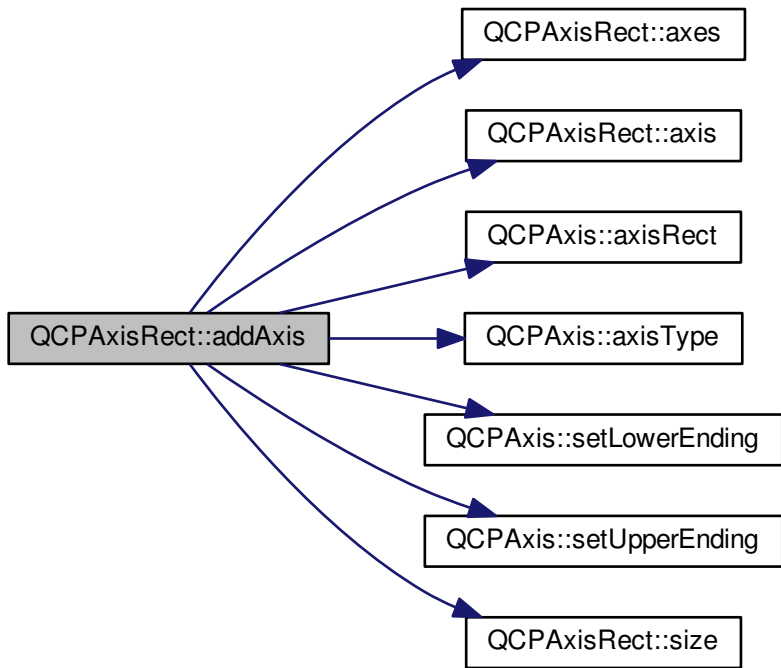 QCPAxisRect::axes
QCPAxisRect::axis
QCPAxis::axisRect
QCPAxisRect::addAxis
QCPAxis::axisType
QCPAxis::setLowerEnding
QCPAxis::setUpperEnding
QCPAxisRect::size